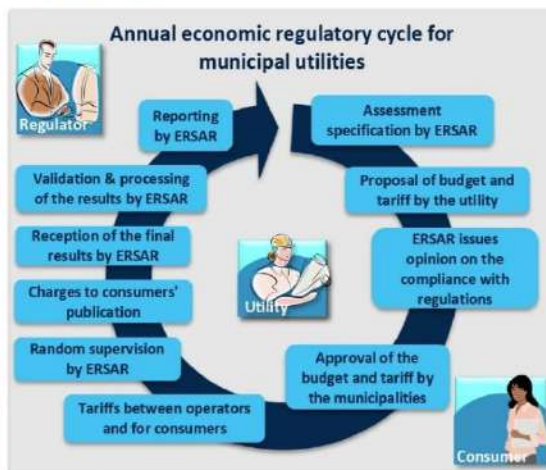 Annual economic regulatory cycle for
municipal utilities
Regulator
Reporting
by ERSAR
Assessment
specification by ERSAR
Validation & processing
of the results by ERSAR
Proposal of budget and
tariff by the utility
Reception of the final
results by ERSAR
ERSAR issues
opinion on the
compliance with
regulations
Utility
Charges to consumers'
publication
Random supervision
by ERSAR
Approval of the
budget and tariff by
the municipalities
Tariffs between operators
and for consumers
Consumer